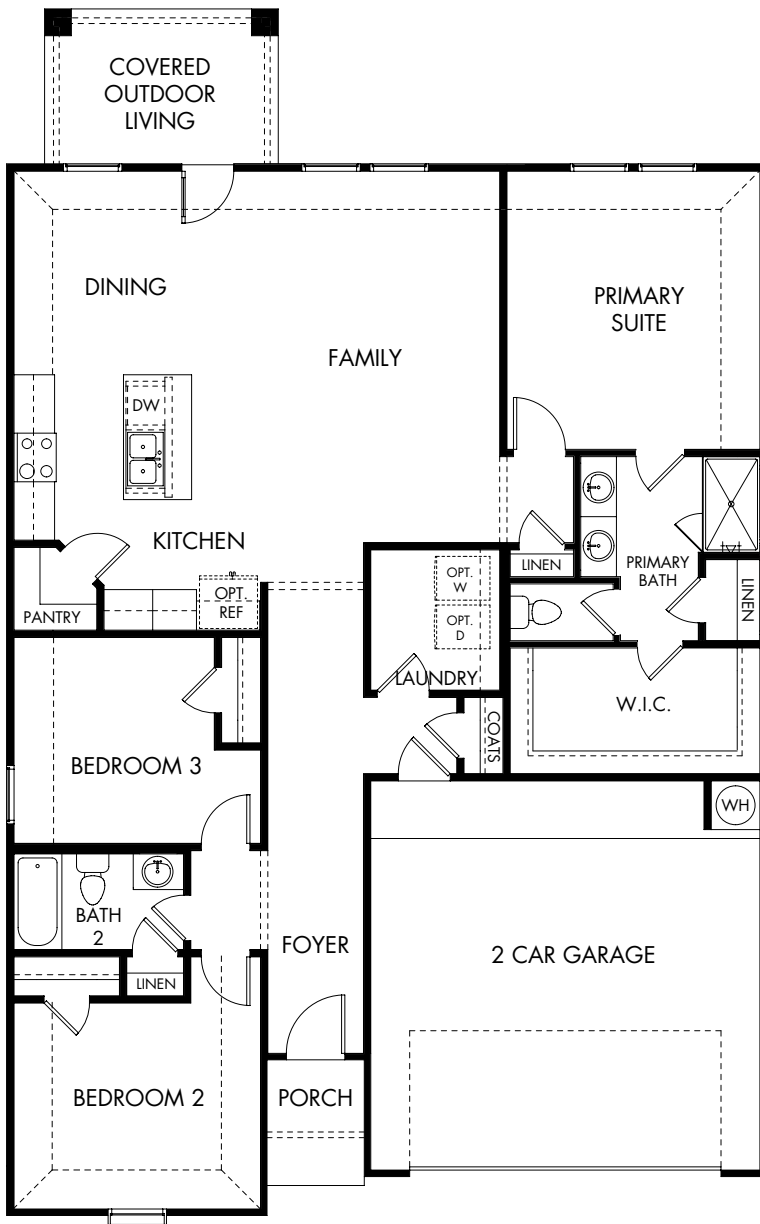 COVERED
OUTDOOR
LIVING
DINING
PRIMARY
SUITE
FAMILY
DW
KITCHEN
LINEN
PRIMARY
BATH
OPT.
W
OPT.
REF
OPT.
D
PANTRY
LINEN
LAUNDRY
W.I.C.
COATS
BEDROOM 3
WH
BATH
2
FOYER
2 CAR GARAGE
LINEN
BEDROOM 2
PORCH